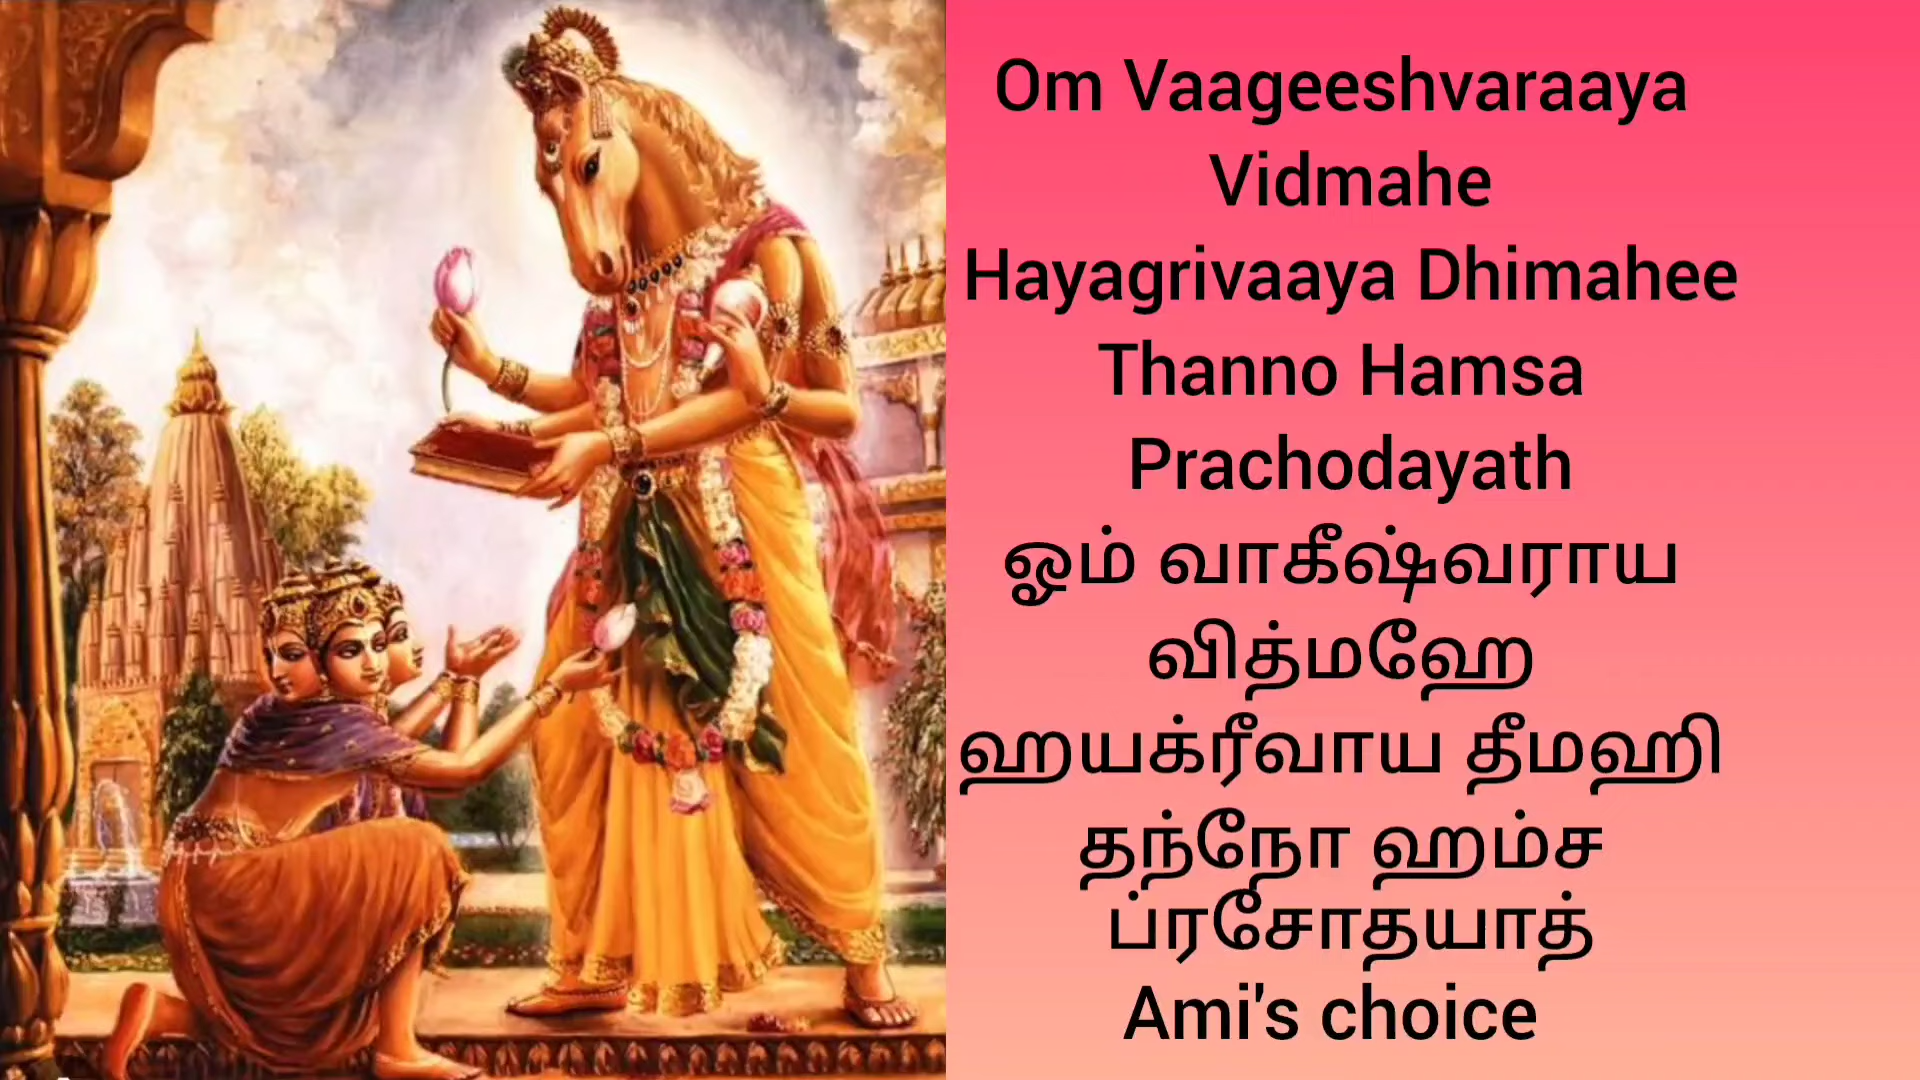 Om Vaageeshvaraaya
Vidmahe
Hayagrivaaya Dhimahee
Thanno Hamsa
Prachodayath
ஓம் வாகீஷ்வராய
வித்மஹே
ஹயக்ரீவாய தீமஹி
தந்நோ ஹம்ச
ப்ரசோதயாத்
Ami's choice